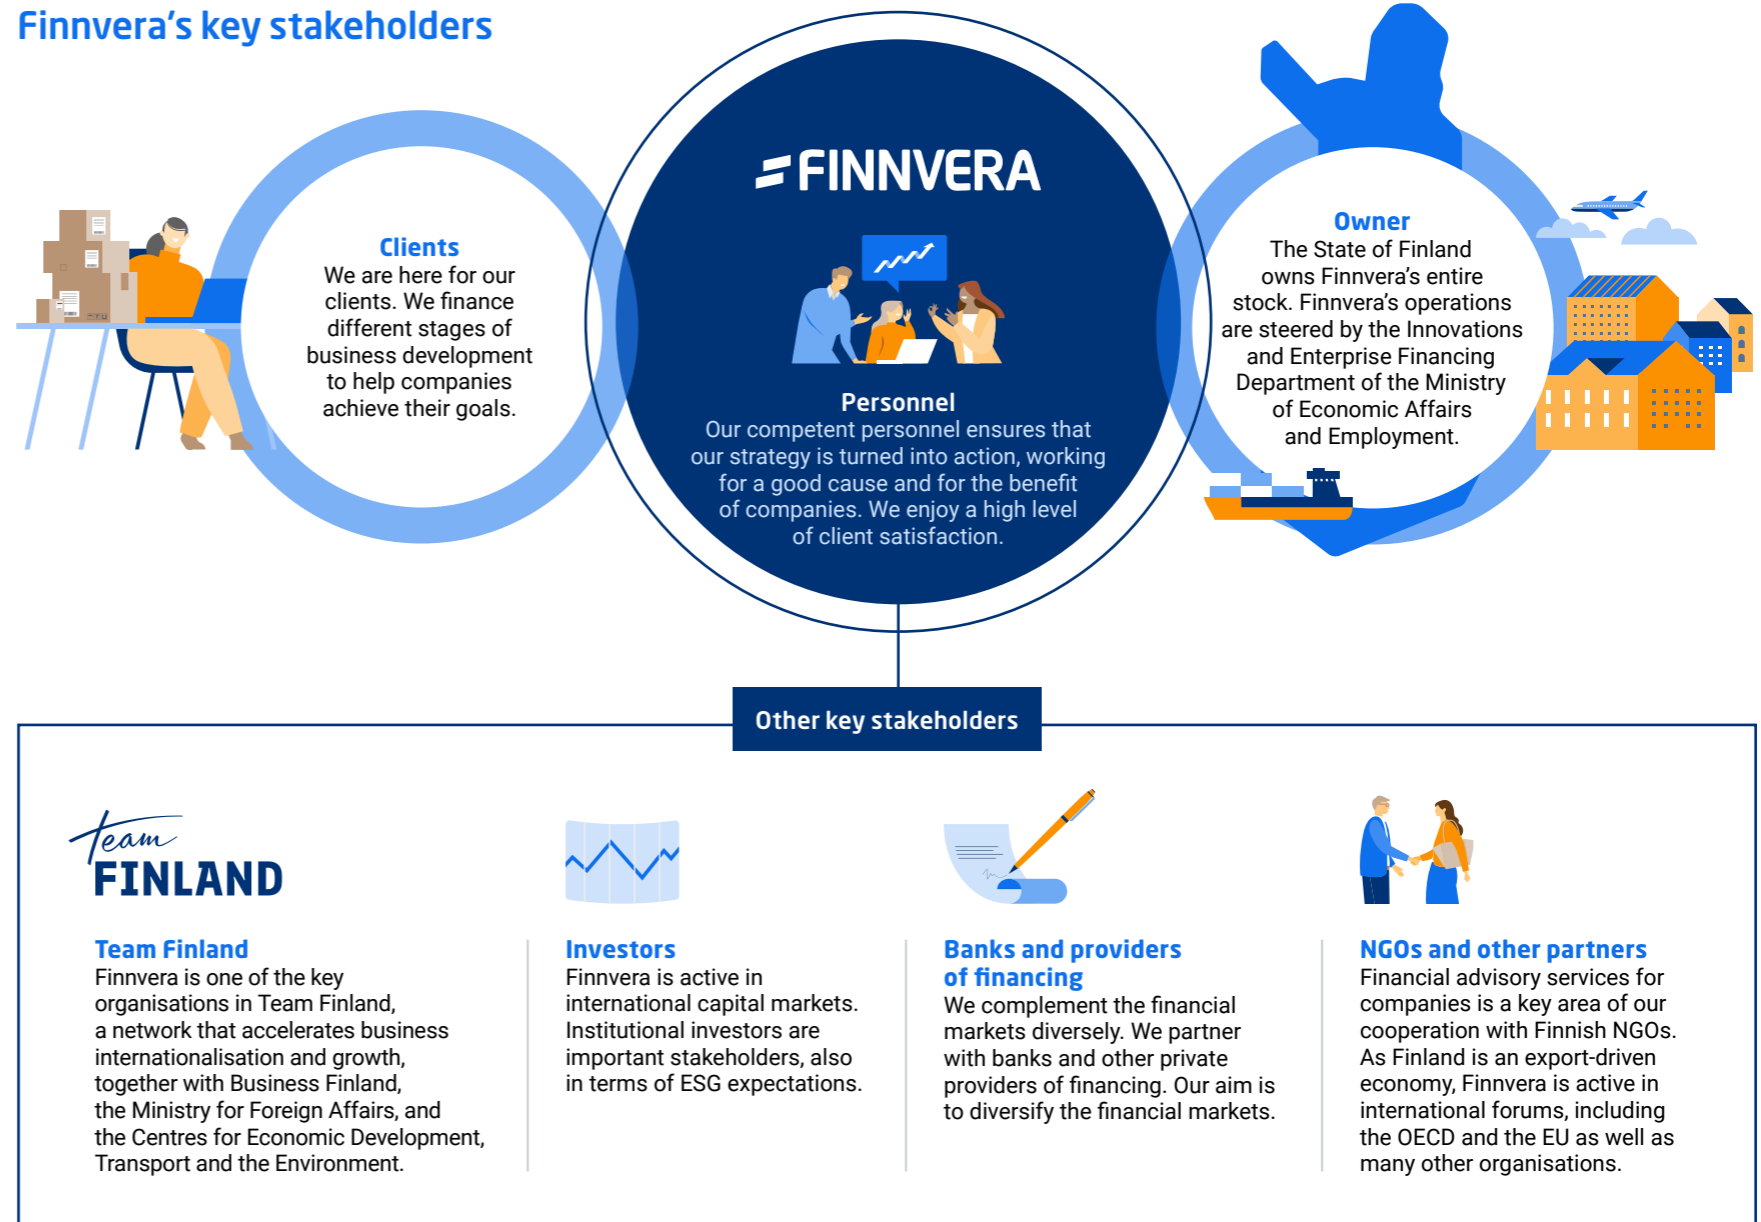 Finnvera's key stakeholders
Clients
We are here for our
clients. We finance
different stages of
business development
to help companies
achieve their goals.
FINNVERA
Personnel
Our competent personnel ensures that
our strategy is turned into action, working
for a good cause and for the benefit
of companies. We enjoy a high level
of client satisfaction.
Owner
The State of Finland
owns Finnvera's entire
stock. Finnvera's operations
are steered by the Innovations
and Enterprise Financing
Department of the Ministry
of Economic Affairs
and Employment.
Other key stakeholders
Team
FINLAND
Team Finland
Finnvera is one of the key
organisations in Team Finland,
a network that accelerates business
internationalisation and growth,
together with Business Finland,
the Ministry for Foreign Affairs, and
the Centres for Economic Development,
Transport and the Environment.
Investors
Finnvera is active in
international capital markets.
Institutional investors are
important stakeholders, also
in terms of ESG expectations.
Banks and providers
of financing
We complement the financial
markets diversely. We partner
with banks and other private
providers of financing. Our aim is
to diversify the financial markets.
NGOs and other partners
Financial advisory services for
companies is a key area of our
cooperation with Finnish NGOs.
As Finland is an export-driven
economy, Finnvera is active in
international forums, including
the OECD and the EU as well as
many other organisations.